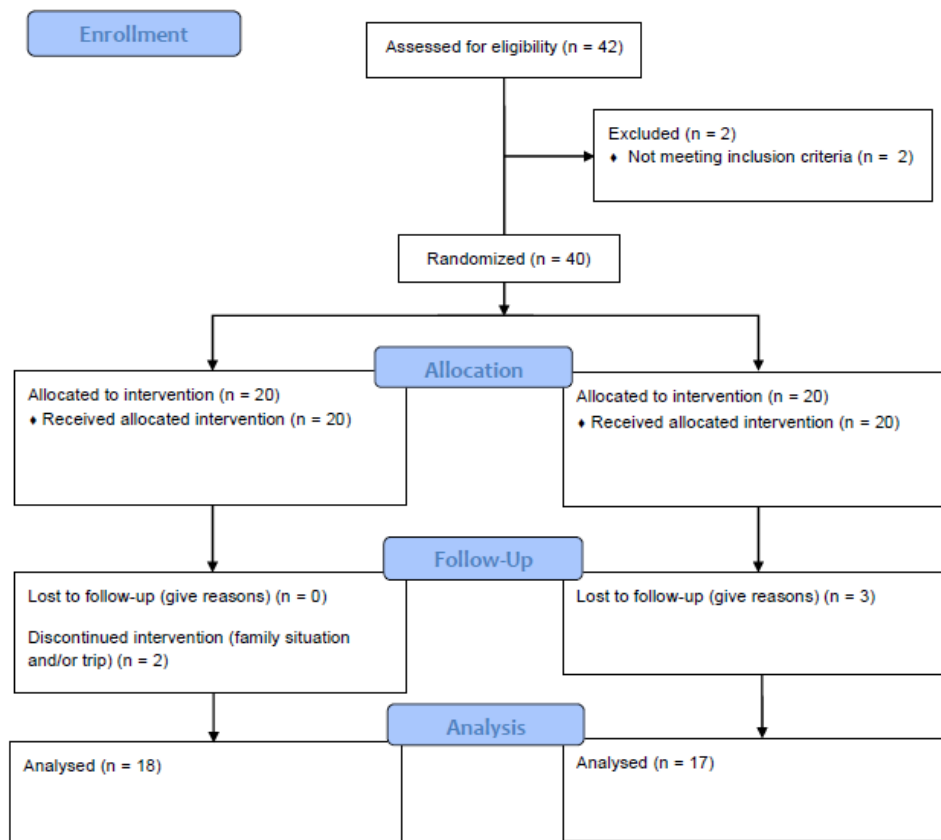 Enrollment
Assessed for eligibility (n = 42)
Excluded (n = 2)
♦ Not meeting inclusion criteria (n = 2)
Randomized (n = 40)
Allocation
Allocated to intervention (n = 20)
♦ Received allocated intervention (n = 20)
Allocated to intervention (n = 20)
♦ Received allocated intervention (n = 20)
Follow-Up
Lost to follow-up (give reasons) (n = 0)
Discontinued intervention (family situation
and/or trip) (n = 2)
Lost to follow-up (give reasons) (n = 3)
Analysis
Analysed (n = 18)
Analysed (n = 17)